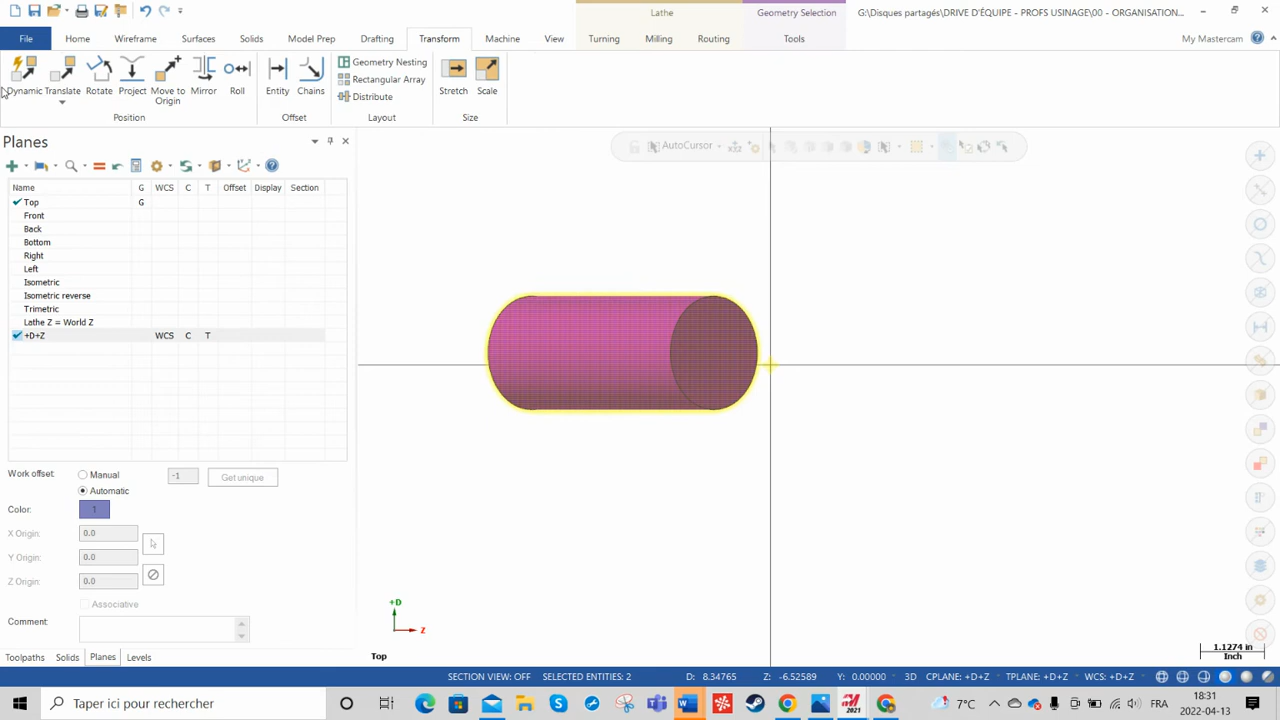 Lathe
Geometry Selection
G:\Disques partagés\DRIVE D'ÉQUIPE - PROFS USINAGE\00 - ORGANISATION...
File
Home
Wireframe
Surfaces
Solids
Model Prep
Drafting
Transform
Machine
View
Turning
Milling
Routing
Tools
My Mastercam
Dynamic
Translate
Rotate
Project
Move to Origin
Mirror
Roll
Position
Entity
Chains
Offset
Geometry Nesting
Rectangular Array
Distribute
Layout
Stretch
Scale
Size
Planes
AutoCursor
Name G WCS C T Offset Display Section
Top G
Front
Back
Bottom
Right
Left
Isometric
Isometric reverse
Trimetric
Lathe Z = World Z
+D+Z WCS C T
Work offset:
Manual
-1
Get unique
Automatic
Color:
1
X Origin:
0.0
Y Origin:
0.0
Z Origin:
0.0
Associative
Comment:
+D
Z
Toolpaths
Solids
Planes
Levels
Top
1.1274 in
Inch
SECTION VIEW: OFF SELECTED ENTITIES: 2 D: 8.34765 Z: -6.52589 Y: 0.00000 3D CPLANE: +D+Z TPLANE: +D+Z WCS: +D+Z
Taper ici pour rechercher
2021
7°C
FRA
18:31
2022-04-13